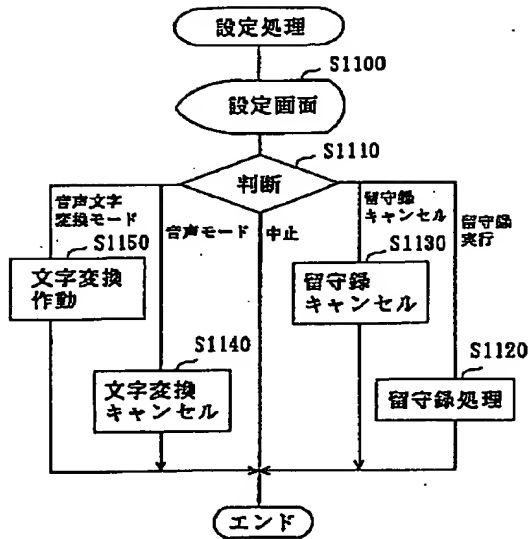 設定処理
S1100
設定画面
S1110
判断
音声文字
変換モード
音声モード
中止
留守録
キャンセル
留守録
実行
S1150
文字変換
作動
S1130
留守録
キャンセル
S1140
文字変換
キャンセル
S1120
留守録処理
エンド